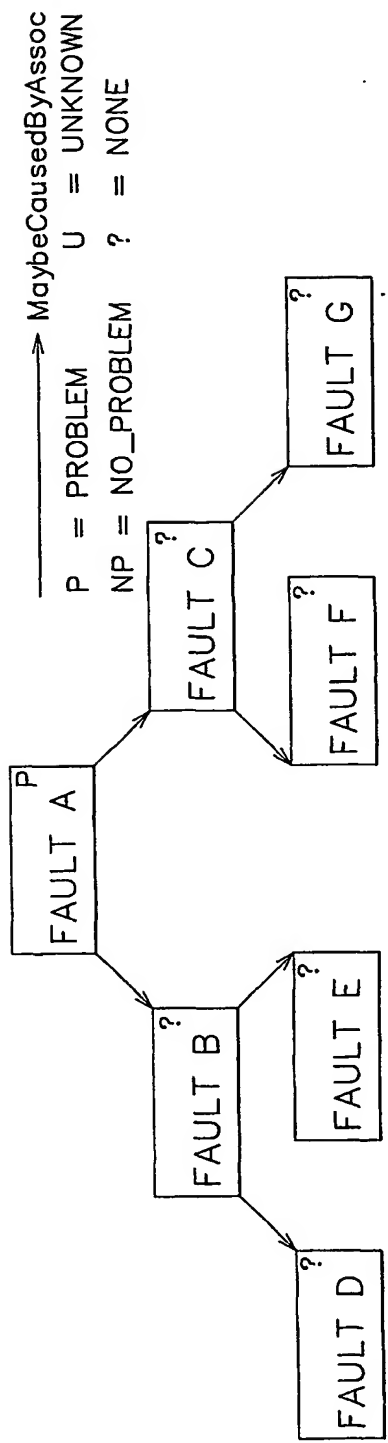 MaybeCausedByAssoc
P = PROBLEM U = UNKNOWN
NP = NO_PROBLEM ? = NONE
FAULT A P
FAULT B ?
FAULT C ?
FAULT D ?
FAULT E ?
FAULT F ?
FAULT G ?